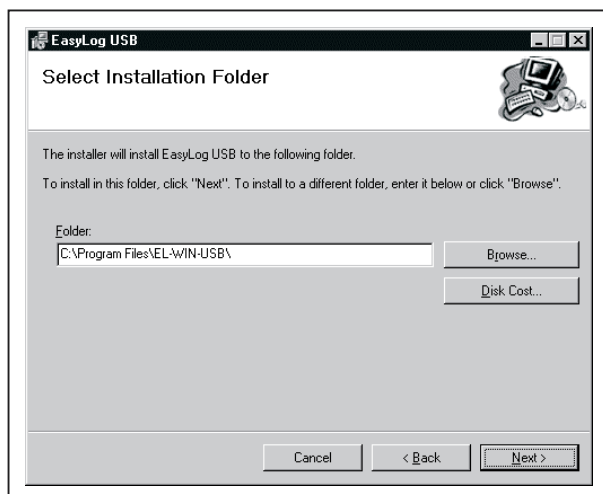 EasyLog USB
Select Installation Folder
The installer will install EasyLog USB to the following folder.
To install in this folder, click "Next". To install to a different folder, enter it below or click "Browse".
Folder:
C:\Program Files\EL-WIN-USB\
Browse...
Disk Cost...
Cancel
< Back
Next >